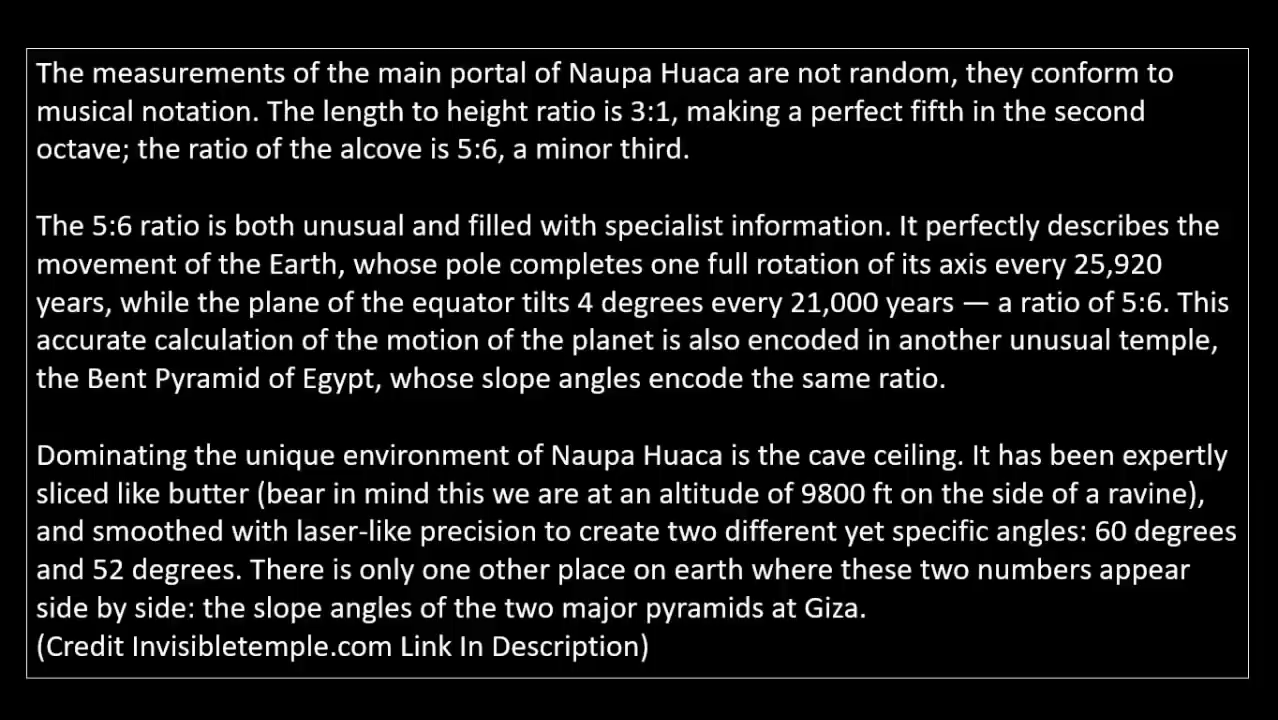 The measurements of the main portal of Naupa Huaca are not random, they conform to
musical notation. The length to height ratio is 3:1, making a perfect fifth in the second
octave; the ratio of the alcove is 5:6, a minor third.
The 5:6 ratio is both unusual and filled with specialist information. It perfectly describes the
movement of the Earth, whose pole completes one full rotation of its axis every 25,920
years, while the plane of the equator tilts 4 degrees every 21,000 years — a ratio of 5:6. This
accurate calculation of the motion of the planet is also encoded in another unusual temple,
the Bent Pyramid of Egypt, whose slope angles encode the same ratio.
Dominating the unique environment of Naupa Huaca is the cave ceiling. It has been expertly
sliced like butter (bear in mind this we are at an altitude of 9800 ft on the side of a ravine),
and smoothed with laser-like precision to create two different yet specific angles: 60 degrees
and 52 degrees. There is only one other place on earth where these two numbers appear
side by side: the slope angles of the two major pyramids at Giza.
(Credit Invisibletemple.com Link In Description)